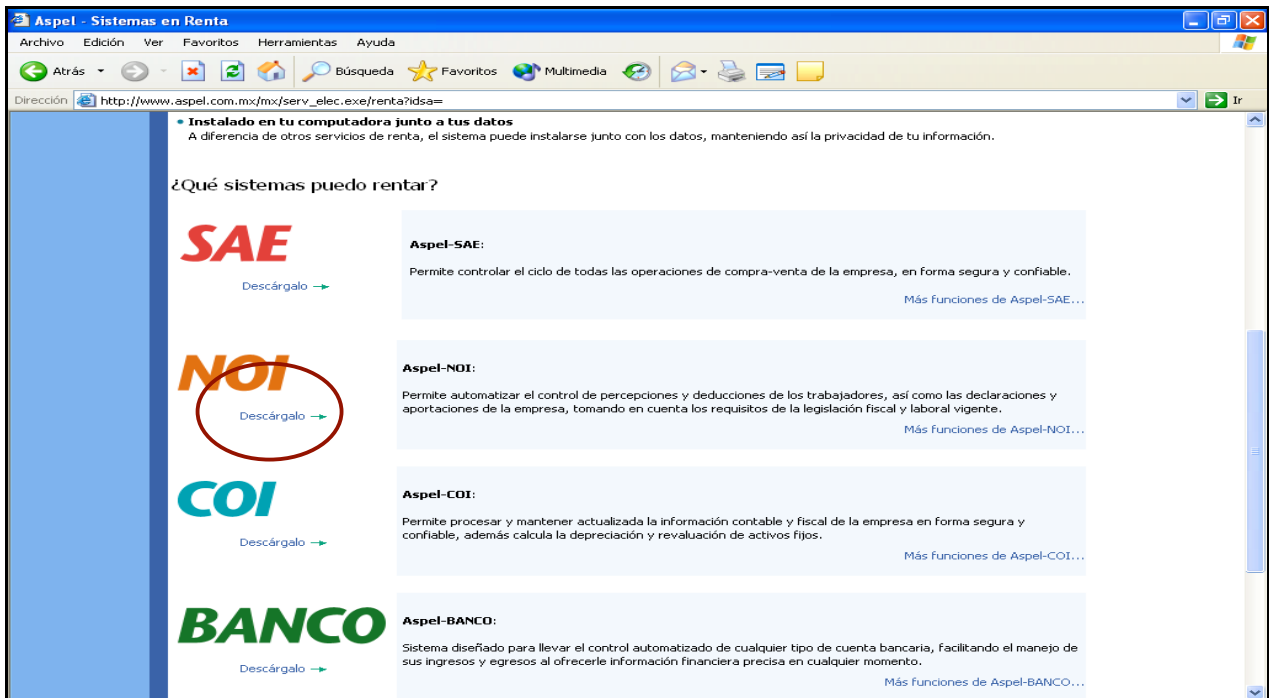 Aspel - Sistemas en Renta
Archivo Edición Ver Favoritos Herramientas Ayuda
Atrás Búsqueda Favoritos Multimedia
Dirección http://www.aspel.com.mx/mx/serv_elec.exe/renta?idsa= Ir
• Instalado en tu computadora junto a tus datos
A diferencia de otros servicios de renta, el sistema puede instalarse junto con los datos, manteniendo así la privacidad de tu información.
¿Qué sistemas puedo rentar?
SAE
Descárgalo
Aspel-SAE:
Permite controlar el ciclo de todas las operaciones de compra-venta de la empresa, en forma segura y confiable.
Más funciones de Aspel-SAE...
NOI
Descárgalo
Aspel-NOI:
Permite automatizar el control de percepciones y deducciones de los trabajadores, así como las declaraciones y
aportaciones de la empresa, tomando en cuenta los requisitos de la legislación fiscal y laboral vigente.
Más funciones de Aspel-NOI...
COI
Descárgalo
Aspel-COI:
Permite procesar y mantener actualizada la información contable y fiscal de la empresa en forma segura y
confiable, además calcula la depreciación y revaluación de activos fijos.
Más funciones de Aspel-COI...
BANCO
Descárgalo
Aspel-BANCO:
Sistema diseñado para llevar el control automatizado de cualquier tipo de cuenta bancaria, facilitando el manejo de
sus ingresos y egresos al ofrecerle información financiera precisa en cualquier momento.
Más funciones de Aspel-BANCO...